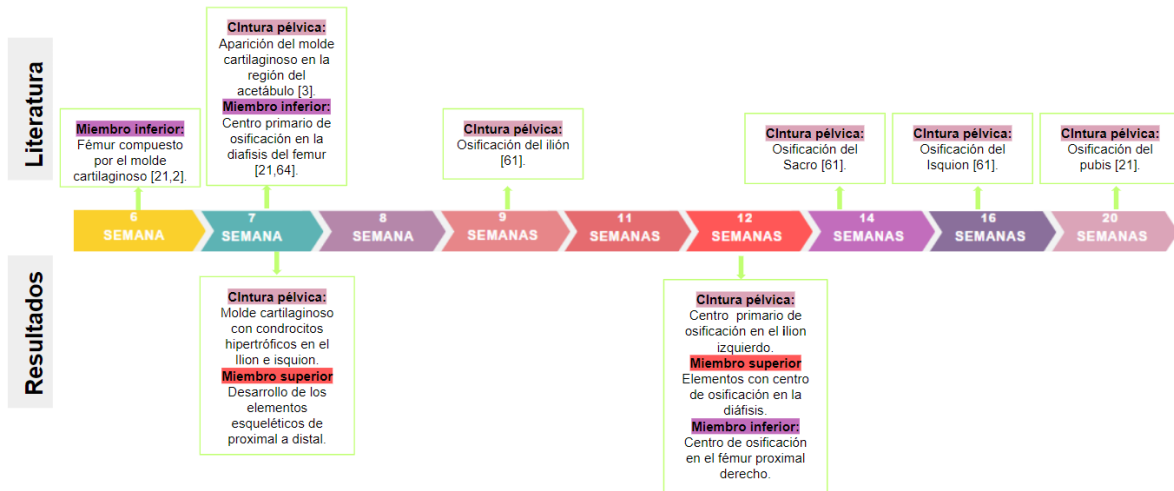 Literatura
Miembro inferior:
Fémur compuesto
por el molde
cartilaginoso [21,2].
CIntura pélvica:
Aparición del molde
cartilaginoso en la
región del
acetábulo [3].
Miembro inferior:
Centro primario de
osificación en la
diafisis del femur
[21,64].
CIntura pélvica:
Osificación del ilión
[61].
CIntura pélvica:
Osificación del
Sacro [61].
CIntura pélvica:
Osificación del
Isquion [61].
CIntura pélvica:
Osificación del
pubis [21].
6
SEMANA
7
SEMANA
8
SEMANA
9
SEMANAS
11
SEMANAS
12
SEMANAS
14
SEMANAS
16
SEMANAS
20
SEMANAS
Resultados
CIntura pélvica:
Molde cartilaginoso
con condrocitos
hipertróficos en el
Ilion e isquion.
Miembro superior
Desarrollo de los
elementos
esqueléticos de
proximal a distal.
CIntura pélvica:
Centro primario de
osificación en el Ilion
izquierdo.
Miembro superior
Elementos con centro
de osificación en la
diáfisis.
Miembro inferior:
Centro de osificación
en el fémur proximal
derecho.